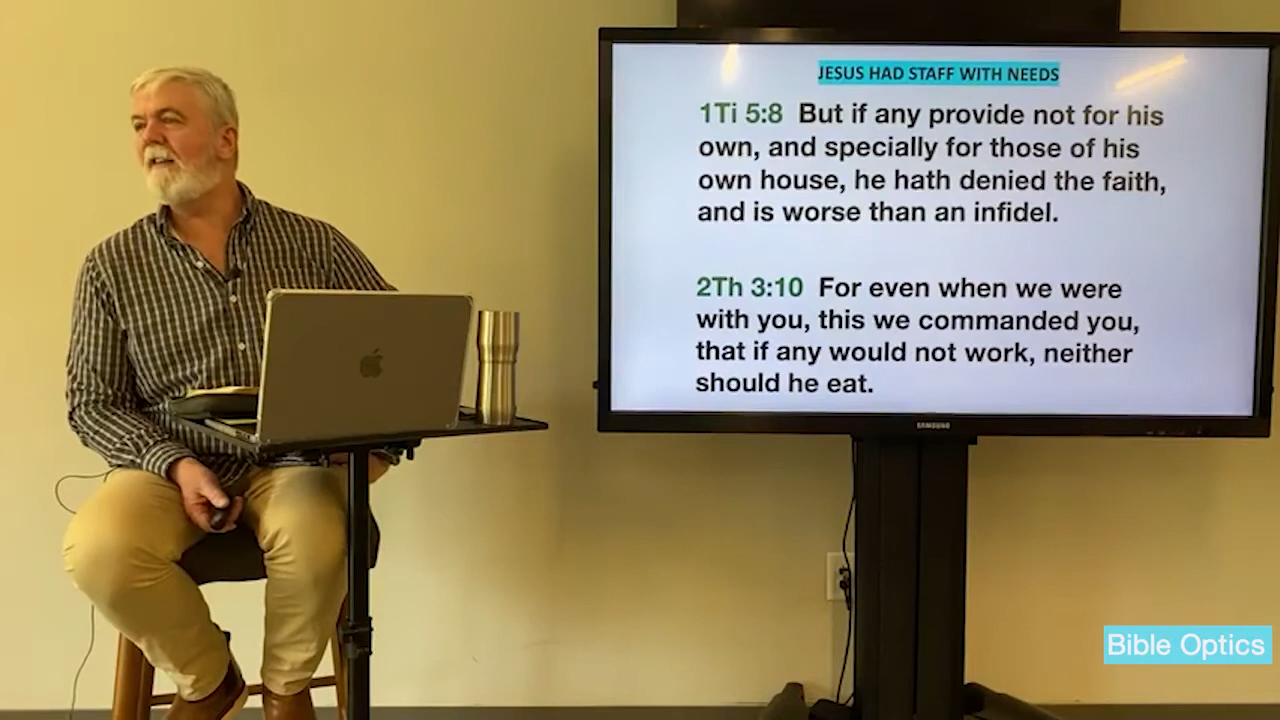 JESUS HAD STAFF WITH NEEDS
1Ti 5:8 But if any provide not for his
own, and specially for those of his
own house, he hath denied the faith,
and is worse than an infidel.
2Th 3:10 For even when we were
with you, this we commanded you,
that if any would not work, neither
should he eat.
SAMSUNG
Bible Optics